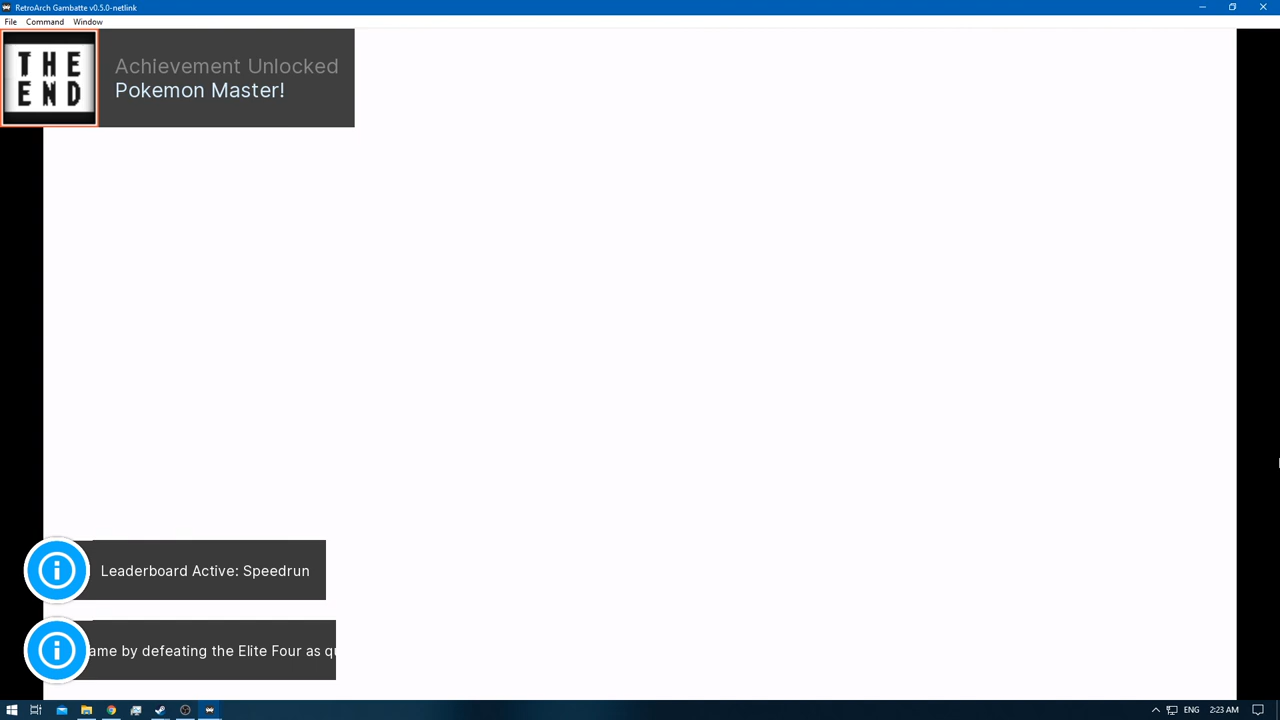 RetroArch Gambatte v0.5.0-netlink
File Command Window
THE
END
Achievement Unlocked
Pokemon Master!
Leaderboard Active: Speedrun
ame by defeating the Elite Four as qu
ENG
2:23 AM